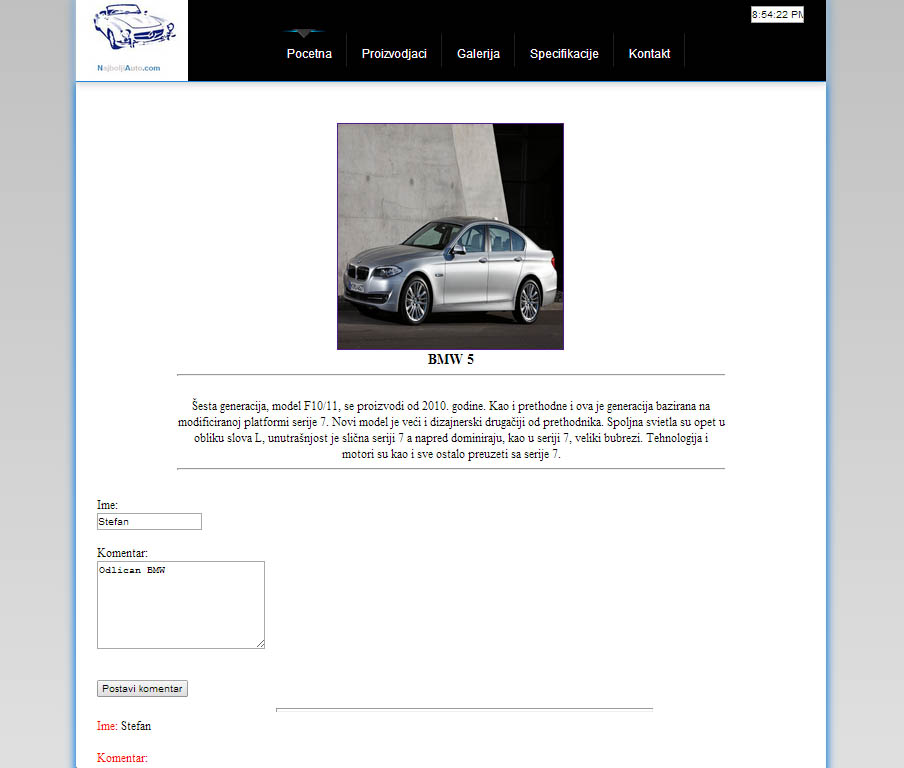 NajboljiAuto.com
8:54:22 PM
Pocetna Proizvodjaci Galerija Specifikacije Kontakt
BMW 5
Šesta generacija, model F10/11, se proizvodi od 2010. godine. Kao i prethodne i ova je generacija bazirana na
modificiranoj platformi serije 7. Novi model je veći i dizajnerski drugačiji od prethodnika. Spoljna svietla su opet u
obliku slova L, unutrašnjost je slična seriji 7 a napred dominiraju, kao u seriji 7, veliki bubrezi. Tehnologija i
motori su kao i sve ostalo preuzeti sa serije 7.
Ime:
Stefan
Komentar:
Odlican BMW
Postavi komentar
Ime: Stefan
Komentar: